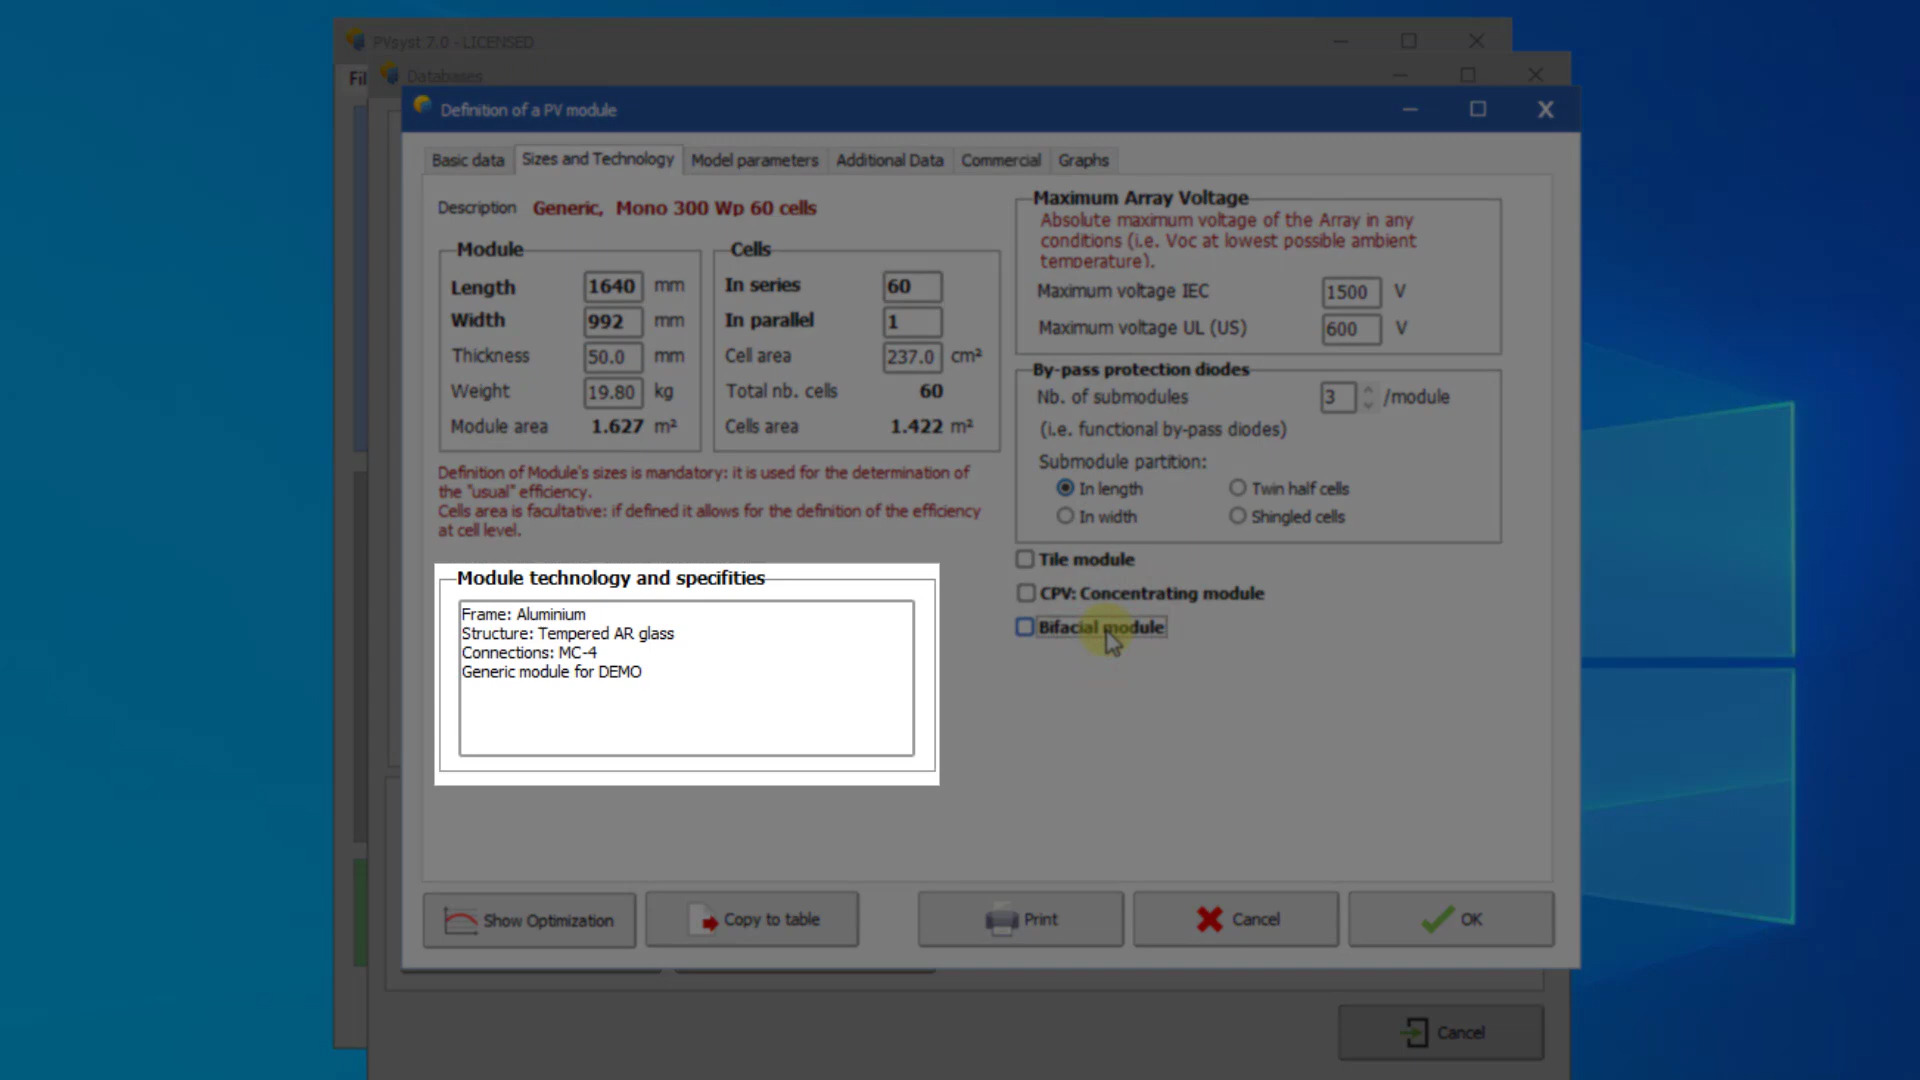 PVsyst 7.0 - LICENSED
Fil
Databases
Definition of a PV module
Basic data
Sizes and Technology
Model parameters
Additional Data
Commercial
Graphs
Description Generic, Mono 300 Wp 60 cells
Module
Length 1640 mm
Width 992 mm
Thickness 50.0 mm
Weight 19.80 kg
Module area 1.627 m²
Cells
In series 60
In parallel 1
Cell area 237.0 cm²
Total nb. cells 60
Cells area 1.422 m²
Definition of Module's sizes is mandatory: it is used for the determination of
the "usual" efficiency.
Cells area is facultative: if defined it allows for the definition of the efficiency
at cell level.
Module technology and specifities
Frame: Aluminium
Structure: Tempered AR glass
Connections: MC-4
Generic module for DEMO
Maximum Array Voltage
Absolute maximum voltage of the Array in any
conditions (i.e. Voc at lowest possible ambient
temperature).
Maximum voltage IEC 1500 V
Maximum voltage UL (US) 600 V
By-pass protection diodes
Nb. of submodules 3 /module
(i.e. functional by-pass diodes)
Submodule partition:
In length Twin half cells
In width Shingled cells
Tile module
CPV: Concentrating module
Bifacial module
Show Optimization
Copy to table
Print
Cancel
OK
Cancel